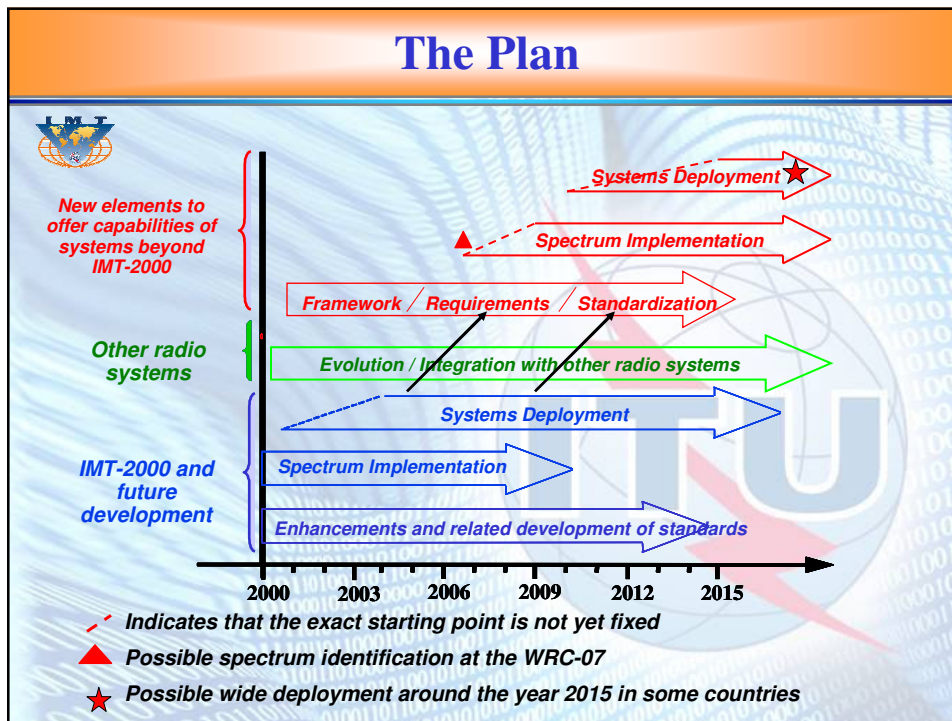 The Plan
I M T
New elements to
offer capabilities of
systems beyond
IMT-2000
Systems Deployment
Spectrum Implementation
Framework / Requirements / Standardization
Other radio
systems
Evolution / Integration with other radio systems
IMT-2000 and
future
development
Systems Deployment
Spectrum Implementation
Enhancements and related development of standards
ITU
2000 2003 2006 2009 2012 2015
Indicates that the exact starting point is not yet fixed
Possible spectrum identification at the WRC-07
Possible wide deployment around the year 2015 in some countries